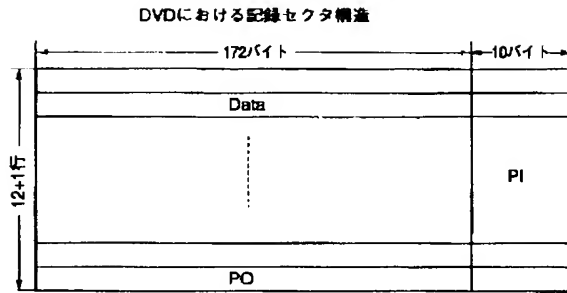 DVDにおける記録セクタ構造
172バイト
10バイト
Data
12+1行
PI
PO